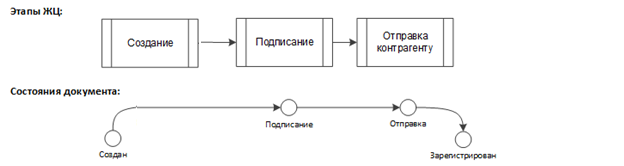 Этапы ЖЦ:
Создание
Подписание
Отправка
контрагенту
Состояния документа:
Подписание
Отправка
Создан
Зарегистрирован